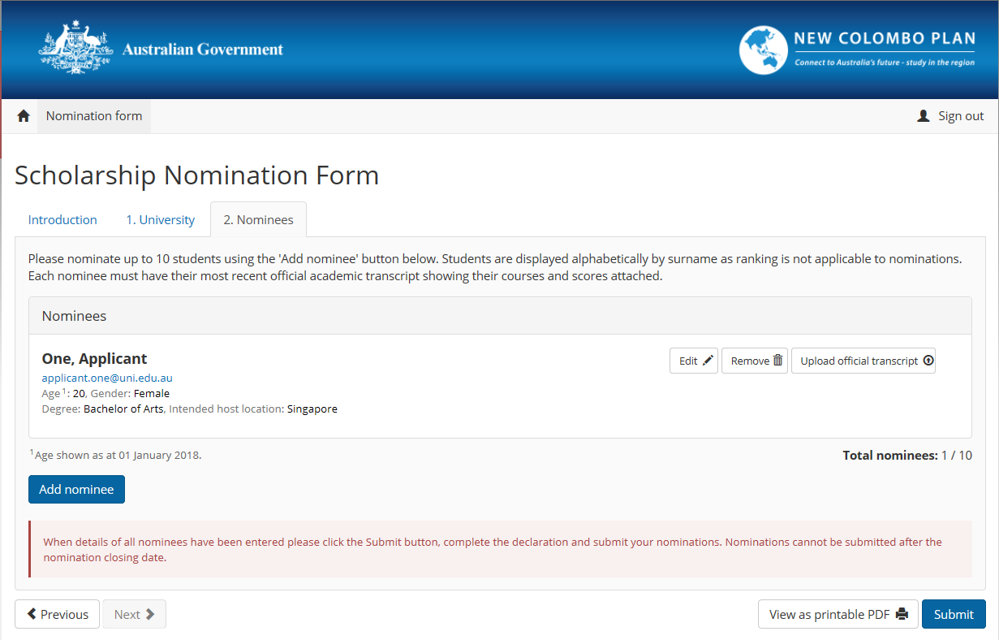 Australian Government
NEW COLOMBO PLAN
Connect to Australia's future - study in the region
Nomination form
Sign out
Scholarship Nomination Form
Introduction
1. University
2. Nominees
Please nominate up to 10 students using the 'Add nominee' button below. Students are displayed alphabetically by surname as ranking is not applicable to nominations.
Each nominee must have their most recent official academic transcript showing their courses and scores attached.
Nominees
One, Applicant
Edit
Remove
Upload official transcript
applicant.one@uni.edu.au
Age¹: 20, Gender: Female
Degree: Bachelor of Arts, Intended host location: Singapore
¹Age shown as at 01 January 2018.
Total nominees: 1 / 10
Add nominee
When details of all nominees have been entered please click the Submit button, complete the declaration and submit your nominations. Nominations cannot be submitted after the
nomination closing date.
Previous
Next
View as printable PDF
Submit